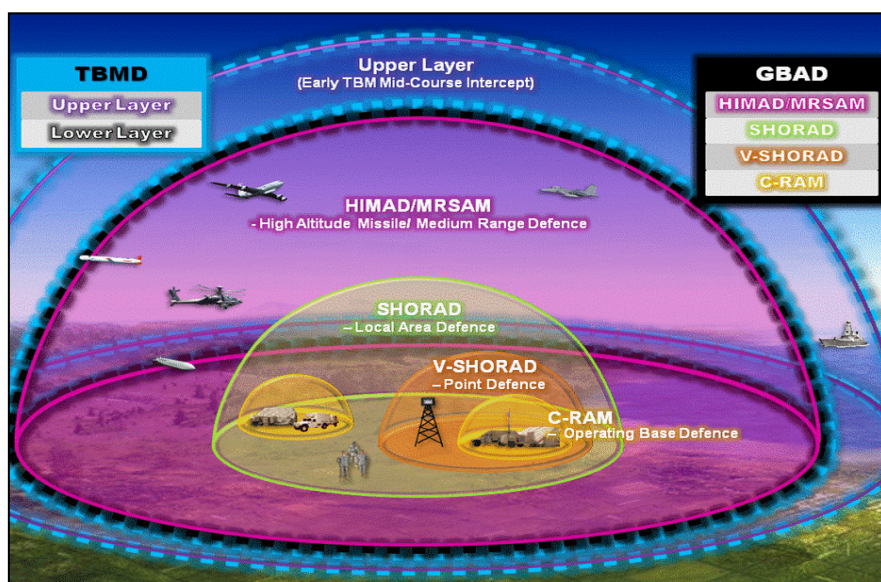 TBMD
Upper Layer
Lower Layer
Upper Layer
(Early TBM Mid-Course Intercept)
GBAD
HIMAD/MRSAM
SHORAD
V-SHORAD
C-RAM
HIMAD/MRSAM
- High Altitude Missile/ Medium Range Defence
SHORAD
– Local Area Defence
V-SHORAD
– Point Defence
C-RAM
– Operating Base Defence